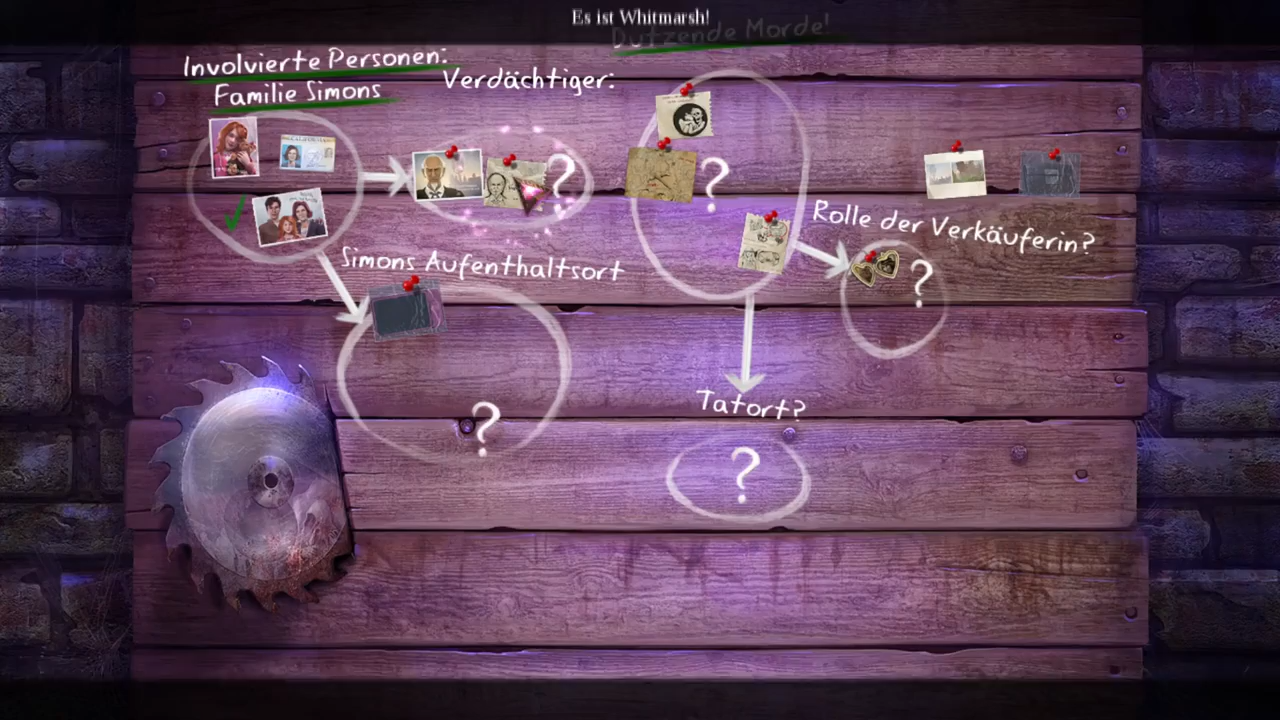 Es ist Whitmarsh!
Dutzende Morde!
Involvierte Personen:
Familie Simons
Verdächtiger:
?
?
Rolle der Verkäuferin?
?
Simons Aufenthaltsort
?
Tatort?
?